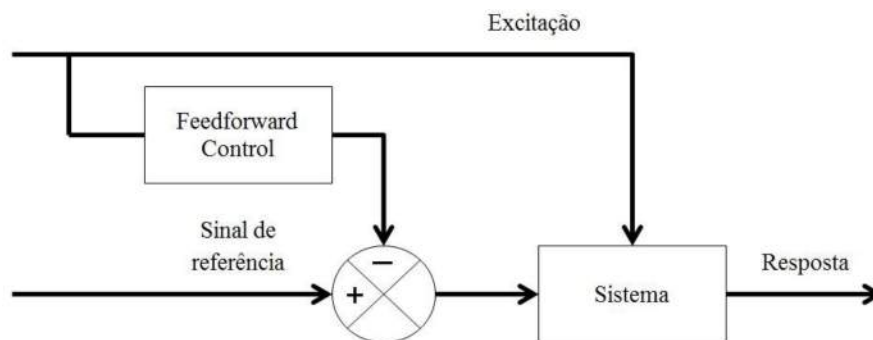 Excitação
Feedforward
Control
Sinal de
referência
−
+
Sistema
Resposta